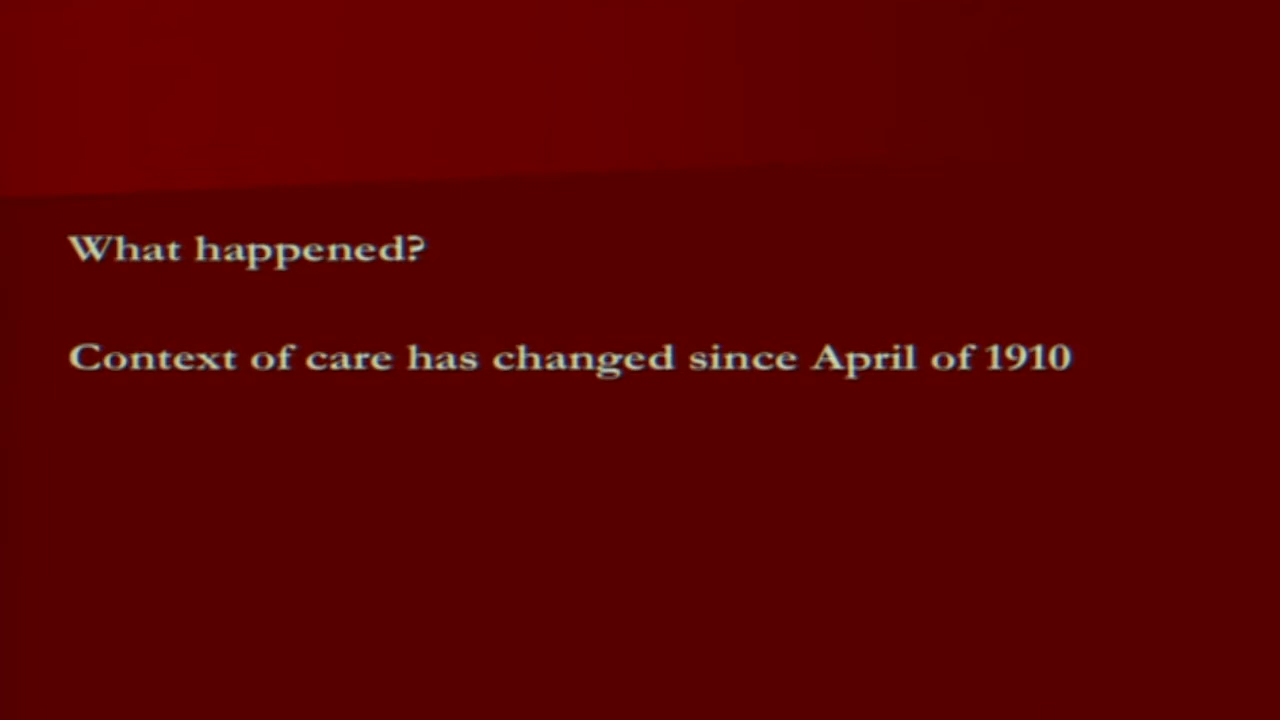 What happened?
Context of care has changed since April of 1910